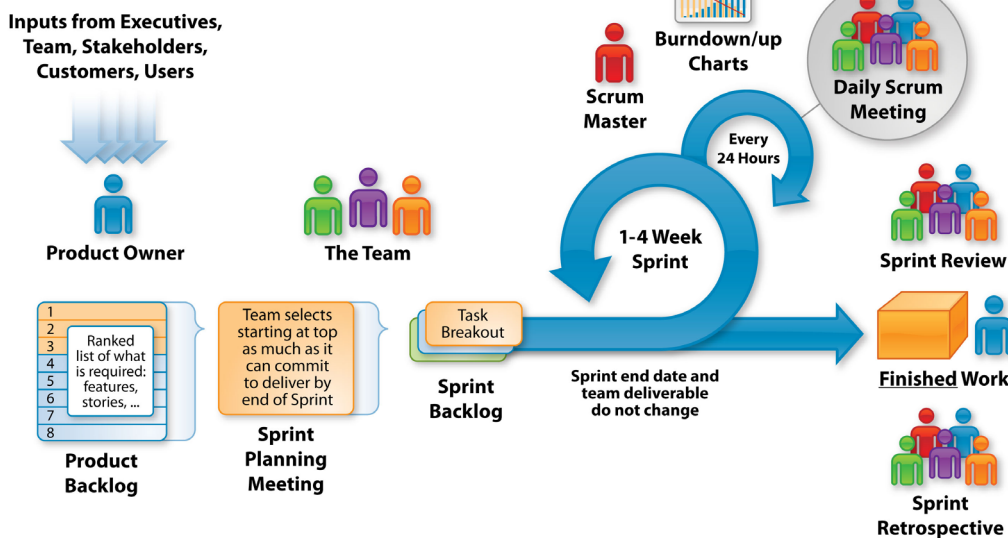 Inputs from Executives,
Team, Stakeholders,
Customers, Users
Product Owner
The Team
Scrum
Master
Burndown/up
Charts
Daily Scrum
Meeting
Every
24 Hours
1-4 Week
Sprint
Sprint Review
1
2
3
4
5
6
7
8
Ranked
list of what
is required:
features,
stories, ...
Product
Backlog
Team selects
starting at top
as much as it
can commit
to deliver by
end of Sprint
Sprint
Planning
Meeting
Task
Breakout
Sprint
Backlog
Sprint end date and
team deliverable
do not change
Finished Work
Sprint
Retrospective